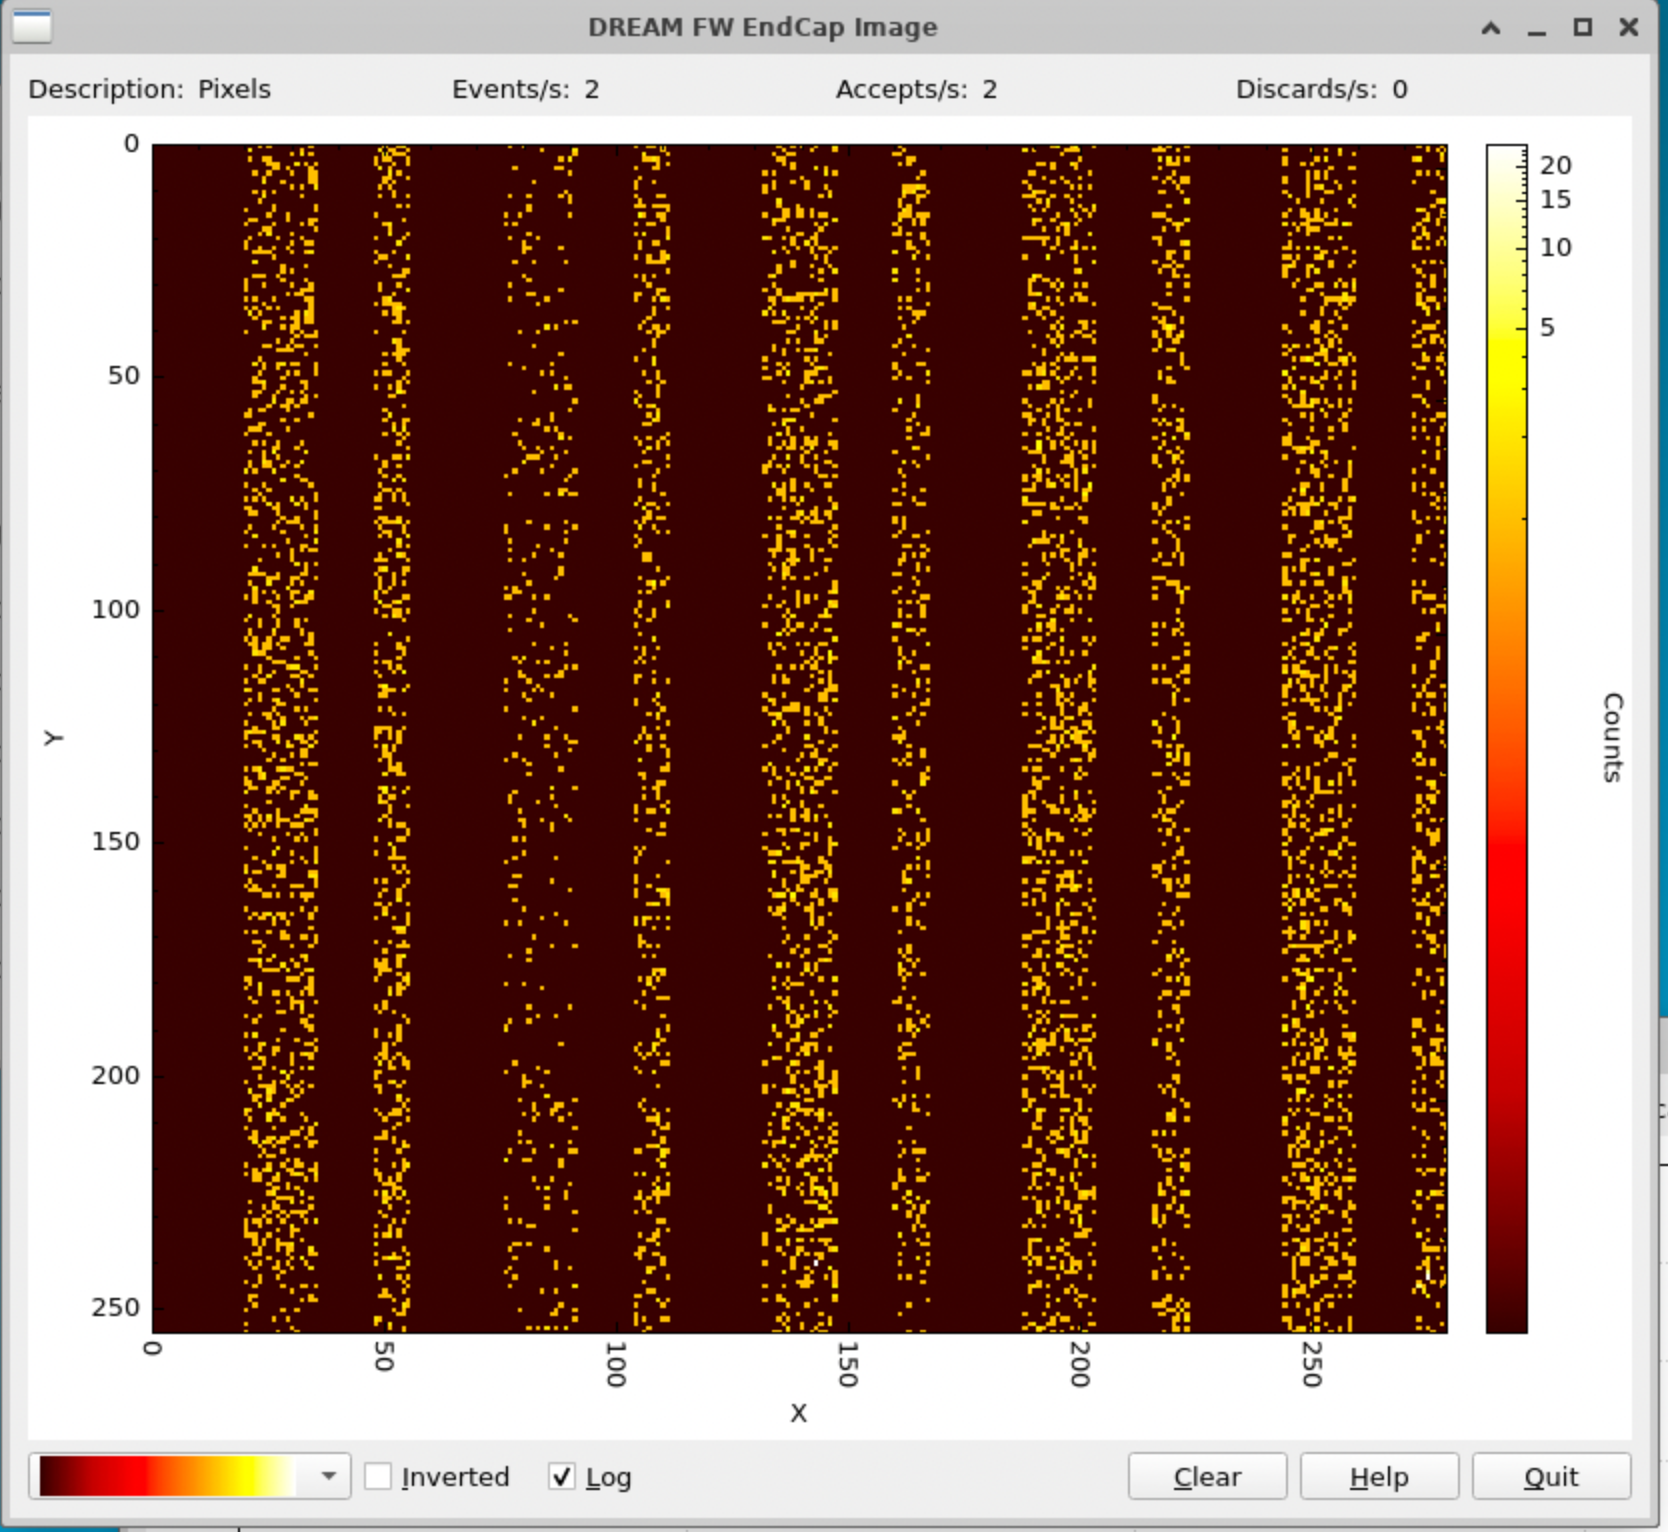 DREAM FW EndCap Image
Description: Pixels Events/s: 2 Accepts/s: 2 Discards/s: 0
0
50
100
150
200
250
Y
0 50 100 150 200 250
X
20
15
10
5
Counts
Inverted Log Clear Help Quit